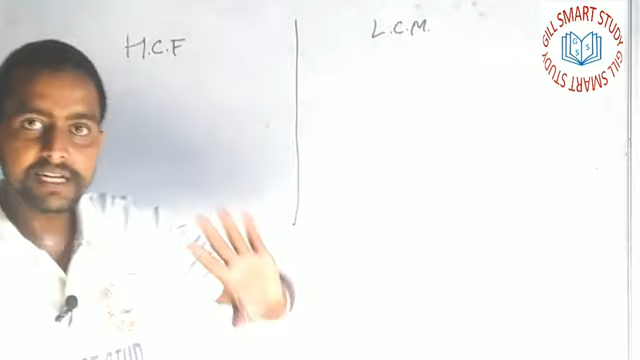 H.C.F
L.C.M.
GILL SMART STUDY
GILL SMART STUDY
G
S S